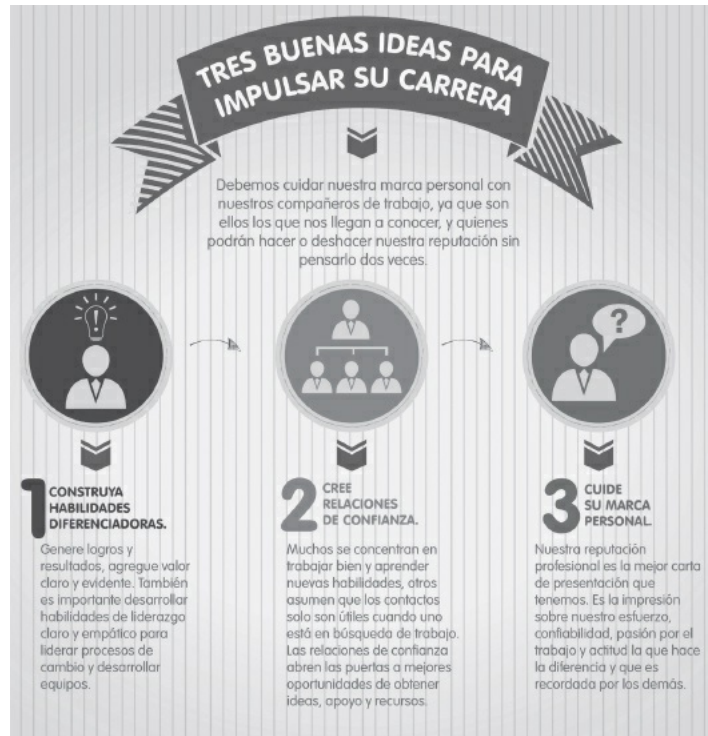 TRES BUENAS IDEAS PARA
IMPULSAR SU CARRERA
Debemos cuidar nuestra marca personal con
nuestros compañeros de trabajo, ya que son
ellos los que nos llegan a conocer, y quienes
podrán hacer o deshacer nuestra reputación sin
pensarlo dos veces.
?
1 CONSTRUYA
HABILIDADES
DIFERENCIADORAS.
Genere logros y
resultados, agregue valor
claro y evidente. También
es importante desarrollar
habilidades de liderazgo
claro y empático para
liderar procesos de
cambio y desarrollar
equipos.
2 CREE
RELACIONES
DE CONFIANZA.
Muchos se concentran en
trabajar bien y aprender
nuevas habilidades, otros
asumen que los contactos
solo son útiles cuando uno
está en búsqueda de trabajo.
Las relaciones de confianza
abren las puertas a mejores
oportunidades de obtener
ideas, apoyo y recursos.
3 CUIDE
SU MARCA
PERSONAL.
Nuestra reputación
profesional es la mejor carta
de presentación que
tenemos. Es la impresión
sobre nuestro esfuerzo,
confiabilidad, pasión por el
trabajo y actitud la que hace
la diferencia y que es
recordada por los demás.